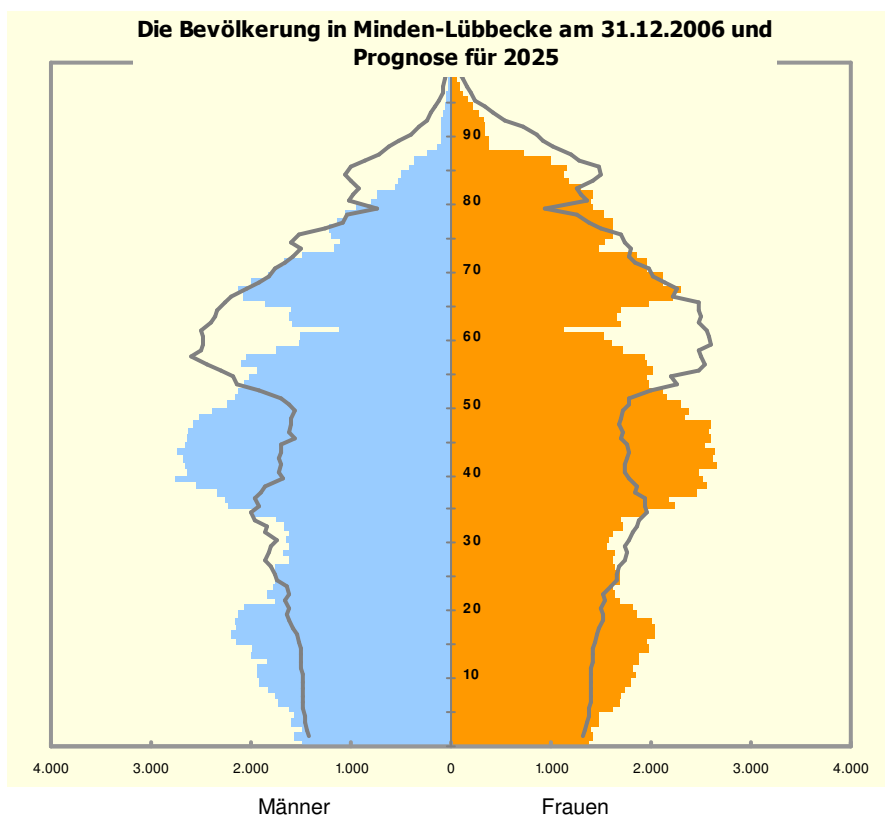 Die Bevölkerung in Minden-Lübbecke am 31.12.2006 und
Prognose für 2025
90
80
70
60
50
40
30
20
10
4.000 3.000 2.000 1.000 0 1.000 2.000 3.000 4.000
Männer Frauen